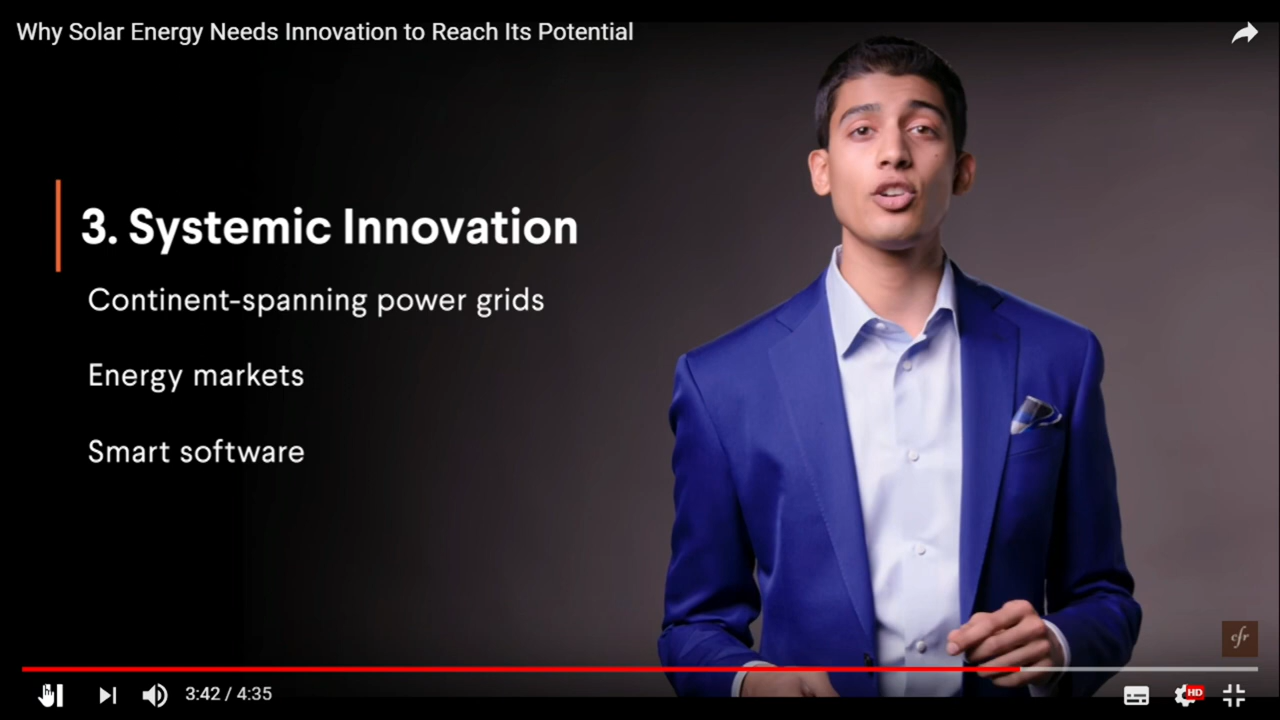 Why Solar Energy Needs Innovation to Reach Its Potential
3. Systemic Innovation
Continent-spanning power grids
Energy markets
Smart software
cfr
3:42 / 4:35
HD